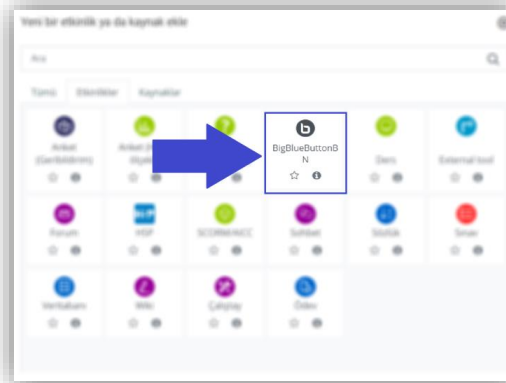 Yeni bir etkinlik ya da kaynak ekle
Ara
Tümü Etkinlikler Kaynaklar
Anket
(Geribildirim)
Anket
BigBlueButtonB
N
Ders
External tool
Forum
H5P
SCORM/AICC
Sohbet
Sözlük
Sınav
Veritabanı
Wiki
Çalıştay
Ödev